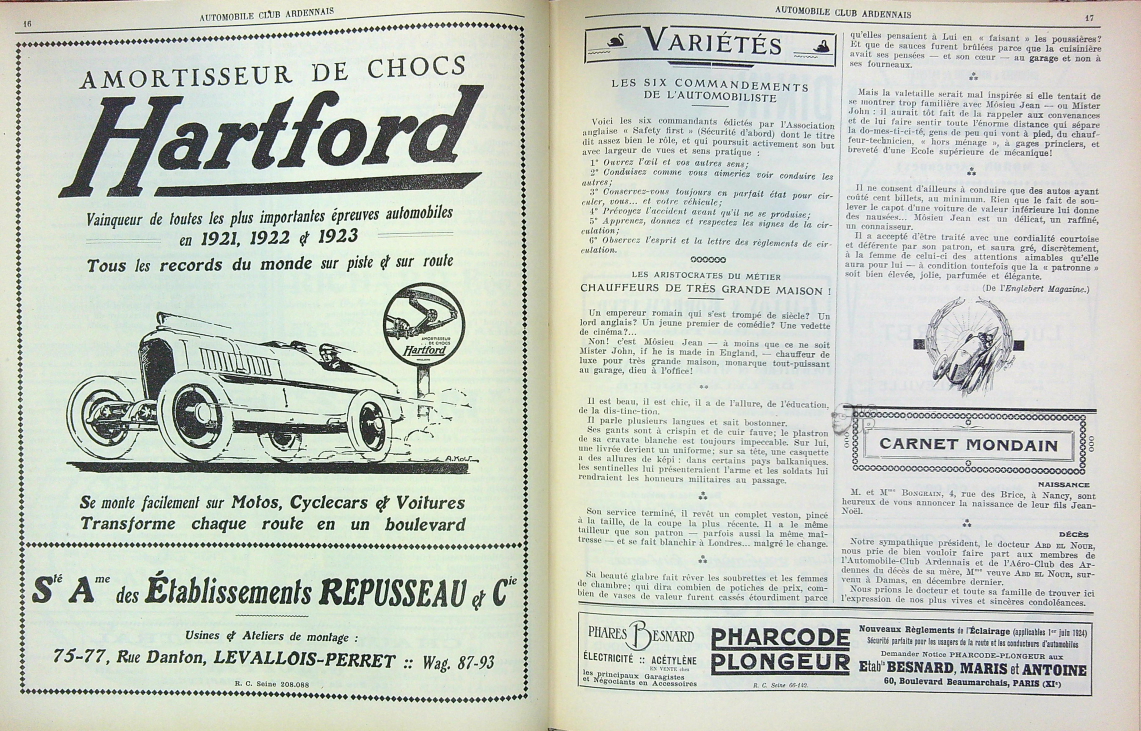 16
AUTOMOBILE CLUB ARDENNAIS
AMORTISSEUR DE CHOCS
Hartford
Vainqueur de toutes les plus importantes épreuves automobiles
en 1921, 1922 & 1923
Tous les records du monde sur piste & sur route
AMORTISSEUR
DE CHOCS
Hartford
A. Kow
Se monte facilement sur Motos, Cyclecars & Voitures
Transforme chaque route en un boulevard
Sté Ame des Établissements REPUSSEAU & Cie
Usines & Ateliers de montage :
75-77, Rue Danton, LEVALLOIS-PERRET :: Wag. 87-93
R. C. Seine 208.088
AUTOMOBILE CLUB ARDENNAIS
17
VARIÉTÉS
LES SIX COMMANDEMENTS
DE L'AUTOMOBILISTE
Voici les six commandements édictés par l'Association
anglaise « Safety first » (Sécurité d'abord) dont le titre
dit assez bien le rôle, et qui poursuit activement son but
avec largeur de vues et sens pratique :
1° Ouvrez l'œil et vos autres sens;
2° Conduisez comme vous aimeriez voir conduire les
autres;
3° Conservez-vous toujours en parfait état pour cir-
culer, vous... et votre véhicule;
4° Prévoyez l'accident avant qu'il ne se produise;
5° Apprenez, donnez et respectez les signes de la cir-
culation;
6° Observez l'esprit et la lettre des règlements de cir-
culation.
LES ARISTOCRATES DU MÉTIER
CHAUFFEURS DE TRÈS GRANDE MAISON !
Un empereur romain qui s'est trompé de siècle? Un
lord anglais? Un jeune premier de comédie? Une vedette
de cinéma?...
Non! c'est Môsieu Jean — à moins que ce ne soit
Mister John, if he is made in England, — chauffeur de
luxe pour très grande maison, monarque tout-puissant
au garage, dieu à l'office!
Il est beau, il est chic, il a de l'allure, de l'éducation,
de la dis-tinc-tion.
Il parle plusieurs langues et sait bostonner.
Ses gants sont à crispin et de cuir fauve; le plastron
de sa cravate blanche est toujours impeccable. Sur lui,
une livrée devient un uniforme; sur sa tête, une casquette
a des allures de képi : dans certains pays balkaniques,
les sentinelles lui présenteraient l'arme et les soldats lui
rendraient les honneurs militaires au passage.
Son service terminé, il revêt un complet veston, pincé
à la taille, de la coupe la plus récente. Il a le même
tailleur que son patron — parfois aussi la même maî-
tresse — et se fait blanchir à Londres... malgré le change.
Sa beauté glabre fait rêver les soubrettes et les femmes
de chambre; qui dira combien de potiches de prix, com-
bien de vases de valeur furent cassés étourdiment parce
qu'elles pensaient à Lui en « faisant » les poussières?
Et que de sauces furent brûlées parce que la cuisinière
avait ses pensées — et son cœur — au garage et non à
ses fourneaux.
Mais la valetaille serait mal inspirée si elle tentait de
se montrer trop familière avec Môsieu Jean — ou Mister
John : il aurait tôt fait de la rappeler aux convenances
et de lui faire sentir toute l'énorme distance qui sépare
la do-mes-ti-ci-té, gens de peu qui vont à pied, du chauf-
feur-technicien, « hors ménage », à gages princiers, et
breveté d'une Ecole supérieure de mécanique!
Il ne consent d'ailleurs à conduire que des autos ayant
coûté cent billets, au minimum. Rien que le fait de sou-
lever le capot d'une voiture de valeur inférieure lui donne
des nausées... Môsieu Jean est un délicat, un raffiné,
un connaisseur.
Il a accepté d'être traité avec une cordialité courtoise
et déférente par son patron, et saura gré, discrètement,
à la femme de celui-ci des attentions aimables qu'elle
aura pour lui — à condition toutefois que la « patronne »
soit bien élevée, jolie, parfumée et élégante.
(De l'Englebert Magazine.)
CARNET MONDAIN
NAISSANCE
M. et Mme BONGRAIN, 4, rue des Brice, à Nancy, sont
heureux de vous annoncer la naissance de leur fils Jean-
Noël.
DÉCÈS
Notre sympathique président, le docteur ABD EL NOUR,
nous prie de bien vouloir faire part aux membres de
l'Automobile-Club Ardennais et de l'Aéro-Club des Ar-
dennes du décès de sa mère, Mme veuve ABD EL NOUR, sur-
venu à Damas, en décembre dernier.
Nous prions le docteur et toute sa famille de trouver ici
l'expression de nos plus vives et sincères condoléances.
PHARES BESNARD
ÉLECTRICITÉ :: ACÉTYLÈNE
EN VENTE chez
les principaux Garagistes
et Négociants en Accessoires
PHARCODE
PLONGEUR
R. C. Seine 66-142.
Nouveaux Règlements de l'Éclairage (applicables 1er juin 1924)
Sécurité parfaite pour les usagers de la route et les conducteurs d'automobiles
Demander Notice PHARCODE-PLONGEUR aux
Etabts BESNARD, MARIS et ANTOINE
60, Boulevard Beaumarchais, PARIS (XIe)